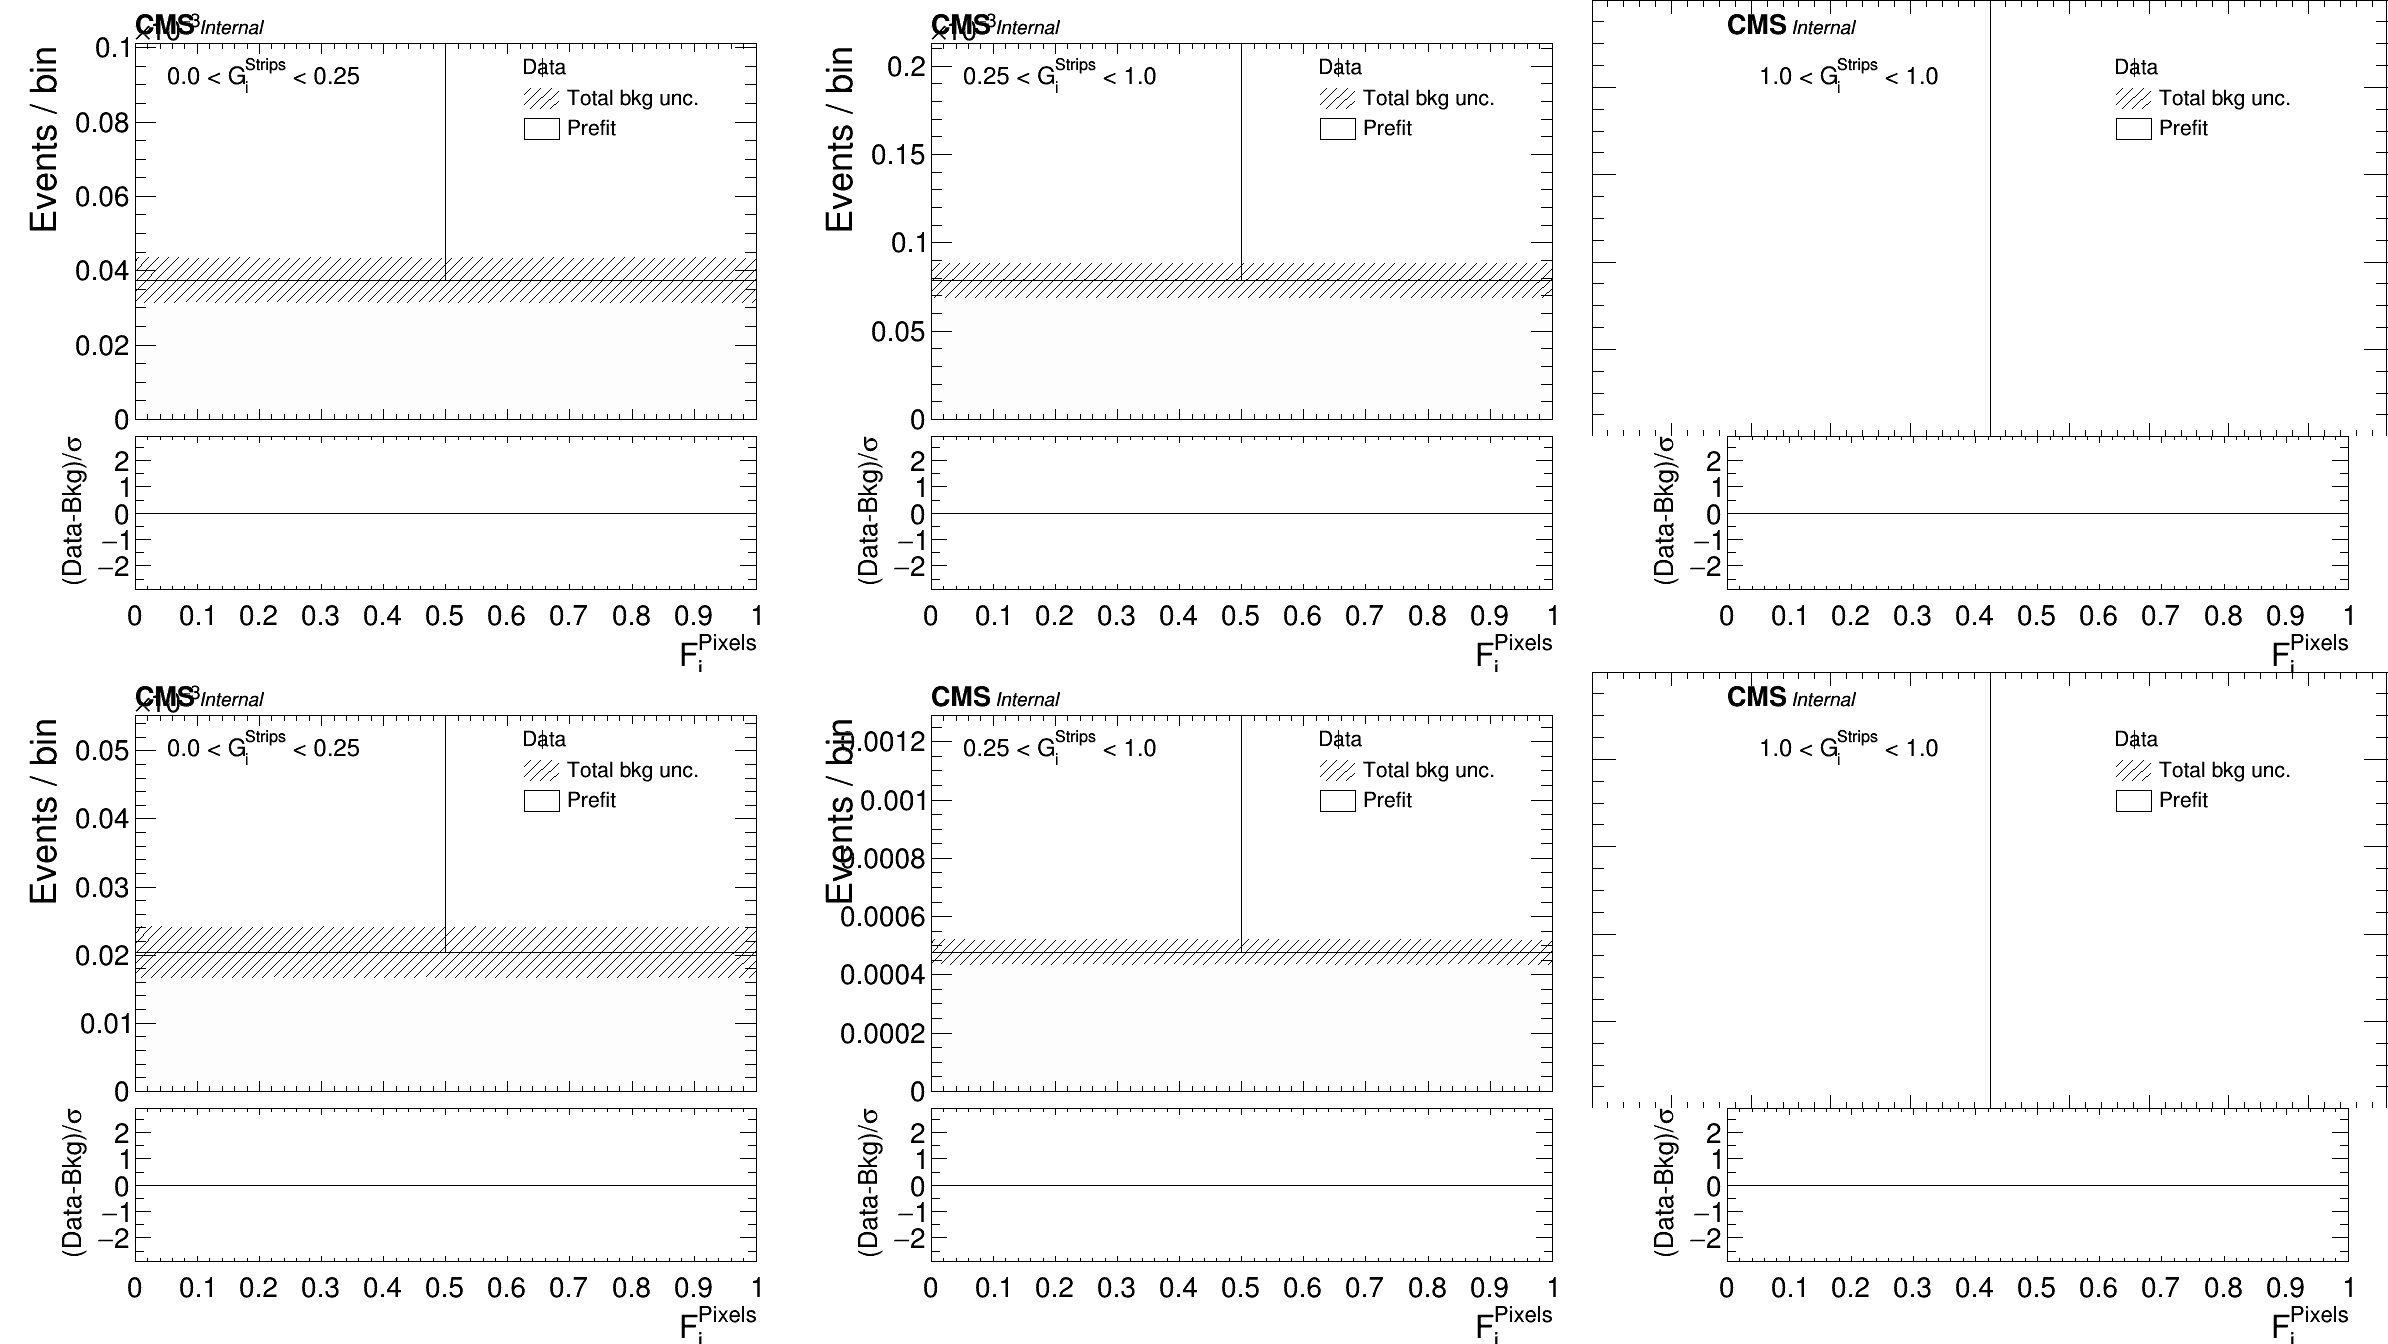 CMS Internal
×10^-3
0.0 < G_i^Strips < 0.25
Data
Total bkg unc.
Prefit
Events / bin
0.1
0.08
0.06
0.04
0.02
0
(Data-Bkg)/σ
2
1
0
−1
−2
0 0.1 0.2 0.3 0.4 0.5 0.6 0.7 0.8 0.9 1
F_i^Pixels
CMS Internal
×10^-3
0.25 < G_i^Strips < 1.0
Data
Total bkg unc.
Prefit
Events / bin
0.2
0.15
0.1
0.05
0
(Data-Bkg)/σ
2
1
0
−1
−2
0 0.1 0.2 0.3 0.4 0.5 0.6 0.7 0.8 0.9 1
F_i^Pixels
CMS Internal
1.0 < G_i^Strips < 1.0
Data
Total bkg unc.
Prefit
(Data-Bkg)/σ
2
1
0
−1
−2
0 0.1 0.2 0.3 0.4 0.5 0.6 0.7 0.8 0.9 1
F_i^Pixels
CMS Internal
×10^-3
0.0 < G_i^Strips < 0.25
Data
Total bkg unc.
Prefit
Events / bin
0.05
0.04
0.03
0.02
0.01
0
(Data-Bkg)/σ
2
1
0
−1
−2
0 0.1 0.2 0.3 0.4 0.5 0.6 0.7 0.8 0.9 1
F_i^Pixels
CMS Internal
0.25 < G_i^Strips < 1.0
Data
Total bkg unc.
Prefit
Events / bin
0.0012
0.001
0.0008
0.0006
0.0004
0.0002
0
(Data-Bkg)/σ
2
1
0
−1
−2
0 0.1 0.2 0.3 0.4 0.5 0.6 0.7 0.8 0.9 1
F_i^Pixels
CMS Internal
1.0 < G_i^Strips < 1.0
Data
Total bkg unc.
Prefit
(Data-Bkg)/σ
2
1
0
−1
−2
0 0.1 0.2 0.3 0.4 0.5 0.6 0.7 0.8 0.9 1
F_i^Pixels